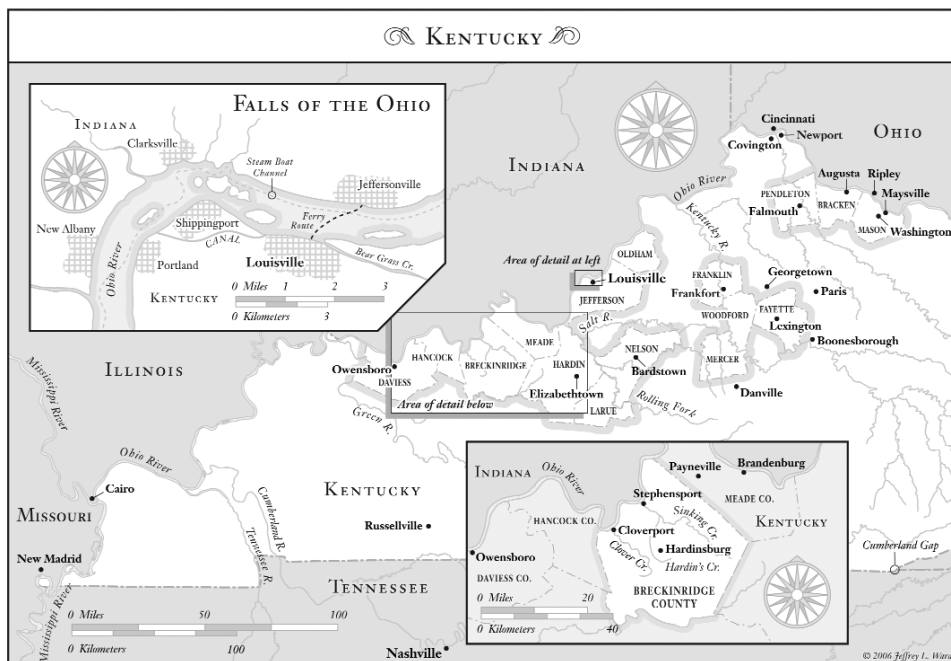 KENTUCKY
FALLS OF THE OHIO
INDIANA
Clarksville
Steam Boat
Channel
Jeffersonville
New Albany
Shippingport
Ferry
Route
CANAL
Ohio River
Portland
Louisville
Bear Grass Cr.
KENTUCKY
0 Miles 1 2 3
0 Kilometers 3
INDIANA
OHIO
Cincinnati
Newport
Covington
Ohio River
Kentucky R.
PENDLETON
Falmouth
Augusta
Ripley
Maysville
BRACKEN
MASON
Washington
Area of detail at left
OLDHAM
Louisville
JEFFERSON
Salt R.
FRANKLIN
Frankfort
Georgetown
Paris
WOODFORD
FAYETTE
Lexington
Boonesborough
MERCER
Danville
NELSON
Bardstown
Rolling Fork
MEADE
HANCOCK
BRECKINRIDGE
HARDIN
Owensboro
DAVIESS
Elizabethtown
LARUE
Area of detail below
Green R.
ILLINOIS
Mississippi River
Ohio River
Cairo
MISSOURI
New Madrid
Mississippi River
Cumberland R.
Tennessee R.
KENTUCKY
Russellville
TENNESSEE
Nashville
0 Miles 50 100
0 Kilometers 100
INDIANA
Ohio River
Payneville
Brandenburg
Stephensport
MEADE CO.
Sinking Cr.
KENTUCKY
HANCOCK CO.
Cloverport
Hardinsburg
Clover Cr.
Hardin's Cr.
Owensboro
DAVIESS CO.
BRECKINRIDGE
COUNTY
0 Miles 20
0 Kilometers 40
Cumberland Gap
© 2006 Jeffrey L. Ward